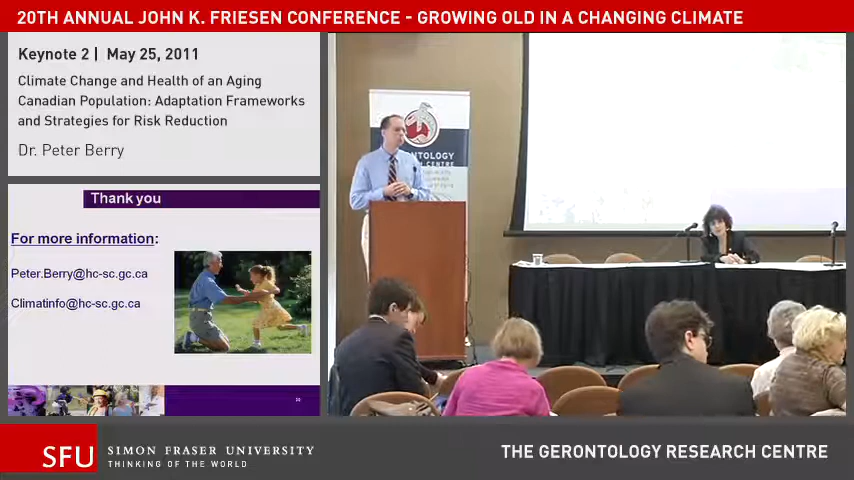 20TH ANNUAL JOHN K. FRIESEN CONFERENCE - GROWING OLD IN A CHANGING CLIMATE
Keynote 2 | May 25, 2011
Climate Change and Health of an Aging
Canadian Population: Adaptation Frameworks
and Strategies for Risk Reduction
Dr. Peter Berry
Thank you
For more information:
Peter.Berry@hc-sc.gc.ca
Climatinfo@hc-sc.gc.ca
SFU
SIMON FRASER UNIVERSITY
THINKING OF THE WORLD
THE GERONTOLOGY RESEARCH CENTRE